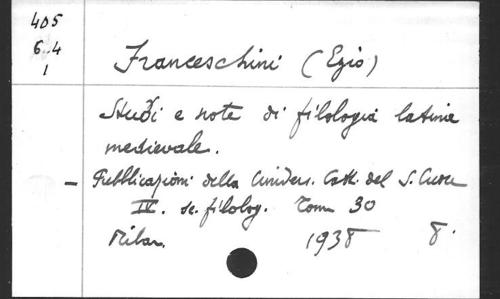 405
6.4
1
Franceschini (Ezio)
Studi e note di filologia latina
medievale.
- Pubblicazioni della Univers. Catt. del S. Cuore
IV. sc. filolog. Tom 30
Milan. 1938 8.